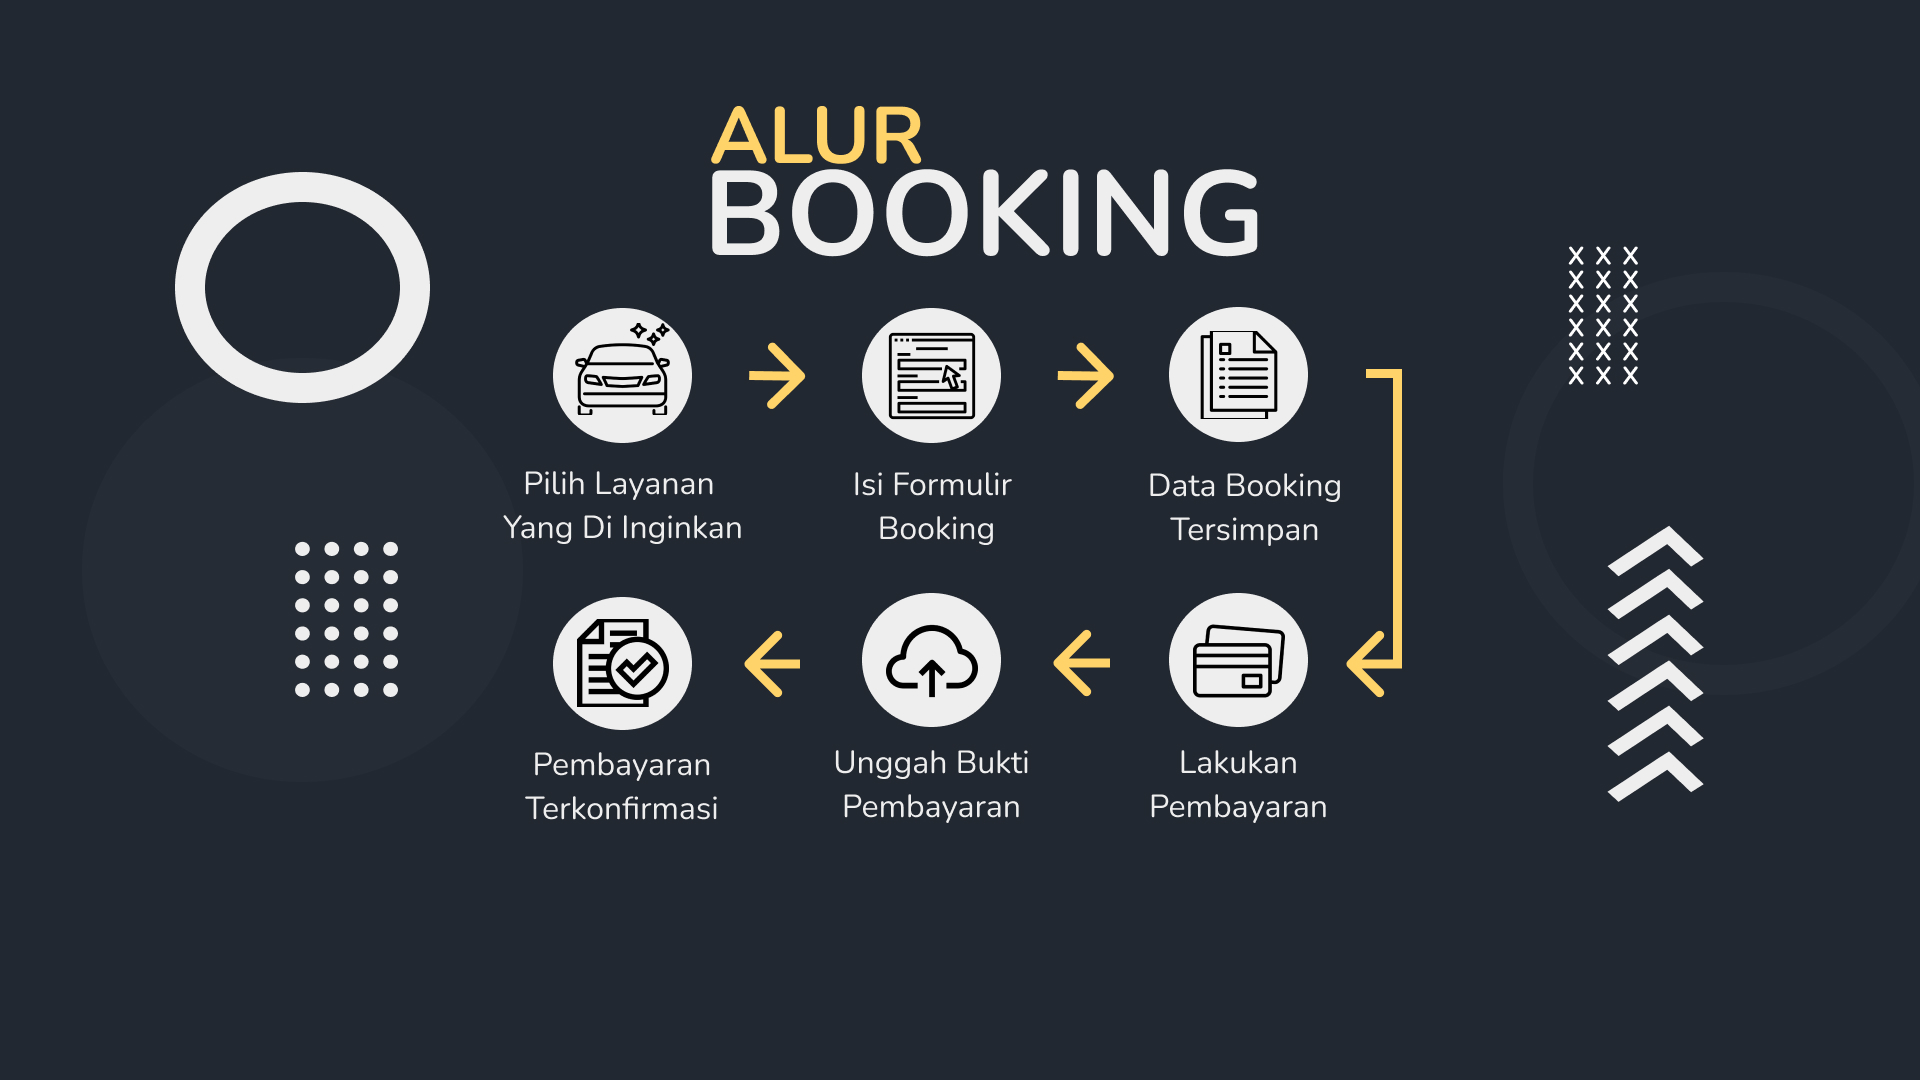 ALUR
BOOKING
Pilih Layanan
Yang Di Inginkan
Isi Formulir
Booking
Data Booking
Tersimpan
Lakukan
Pembayaran
Unggah Bukti
Pembayaran
Pembayaran
Terkonfirmasi